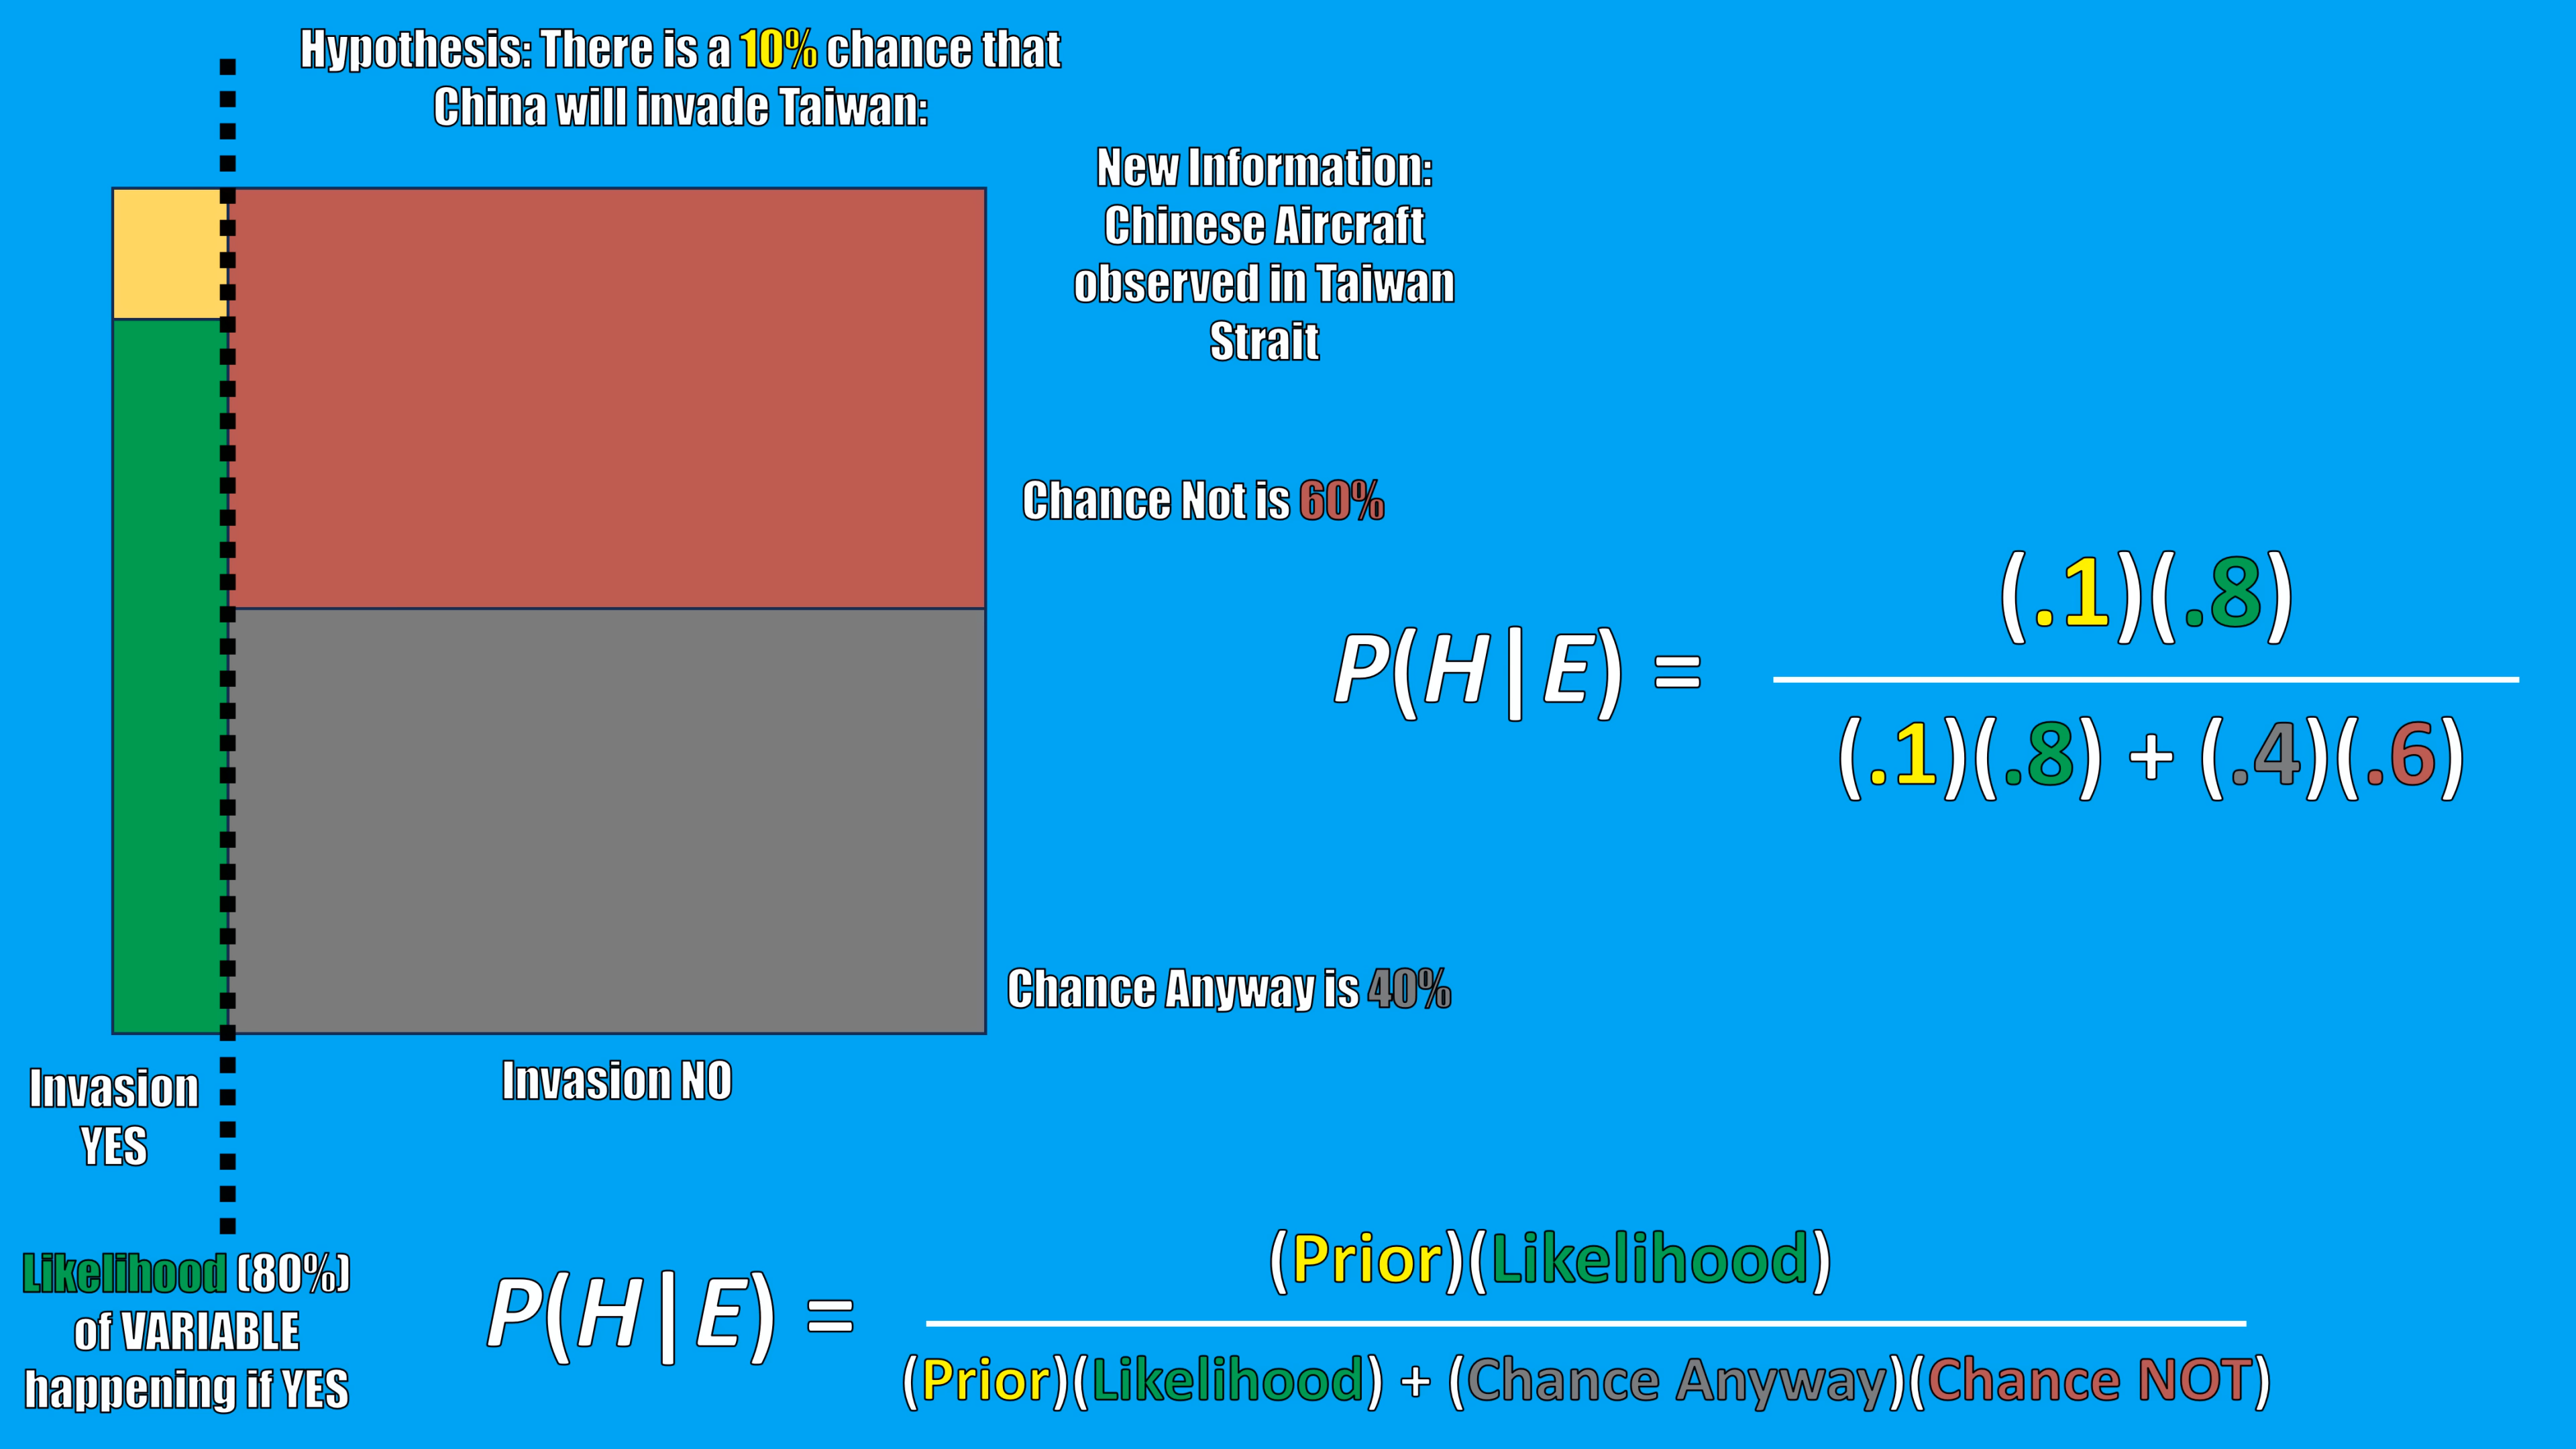 Hypothesis: There is a 10% chance that
China will invade Taiwan:
New Information:
Chinese Aircraft
observed in Taiwan
Strait
Chance Not is 60%
(.1)(.8)
P(H|E) =
(.1)(.8) + (.4)(.6)
Chance Anyway is 40%
Invasion
YES
Invasion NO
Likelihood (80%)
of VARIABLE
happening if YES
(Prior)(Likelihood)
P(H|E) =
(Prior)(Likelihood) + (Chance Anyway)(Chance NOT)